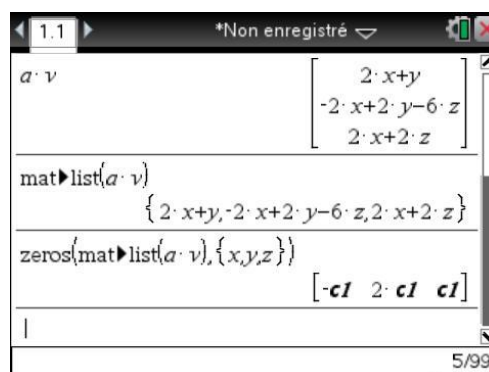 1.1 *Non enregistré
a·v
[2·x+y
-2·x+2·y−6·z
2·x+2·z]
mat▶list(a·v)
{2·x+y,-2·x+2·y−6·z,2·x+2·z}
zeros(mat▶list(a·v),{x,y,z})
[-c1 2·c1 c1]
5/99